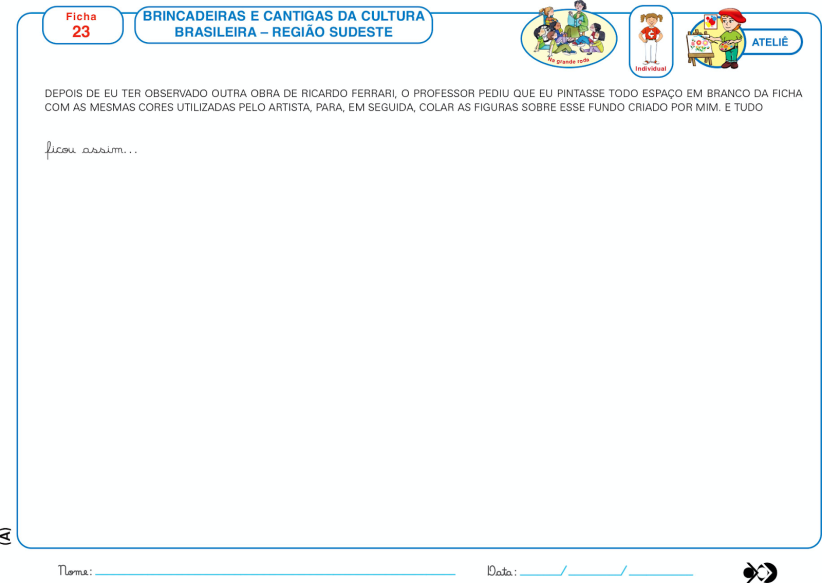 Ficha
23
BRINCADEIRAS E CANTIGAS DA CULTURA
BRASILEIRA – REGIÃO SUDESTE
Na grande roda
Individual
ATELIÊ
DEPOIS DE EU TER OBSERVADO OUTRA OBRA DE RICARDO FERRARI, O PROFESSOR PEDIU QUE EU PINTASSE TODO ESPAÇO EM BRANCO DA FICHA
COM AS MESMAS CORES UTILIZADAS PELO ARTISTA, PARA, EM SEGUIDA, COLAR AS FIGURAS SOBRE ESSE FUNDO CRIADO POR MIM. E TUDO
ficou assim...
(A)
Nome:
Data: / /